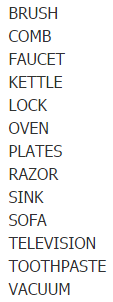 BRUSH
COMB
FAUCET
KETTLE
LOCK
OVEN
PLATES
RAZOR
SINK
SOFA
TELEVISION
TOOTHPASTE
VACUUM